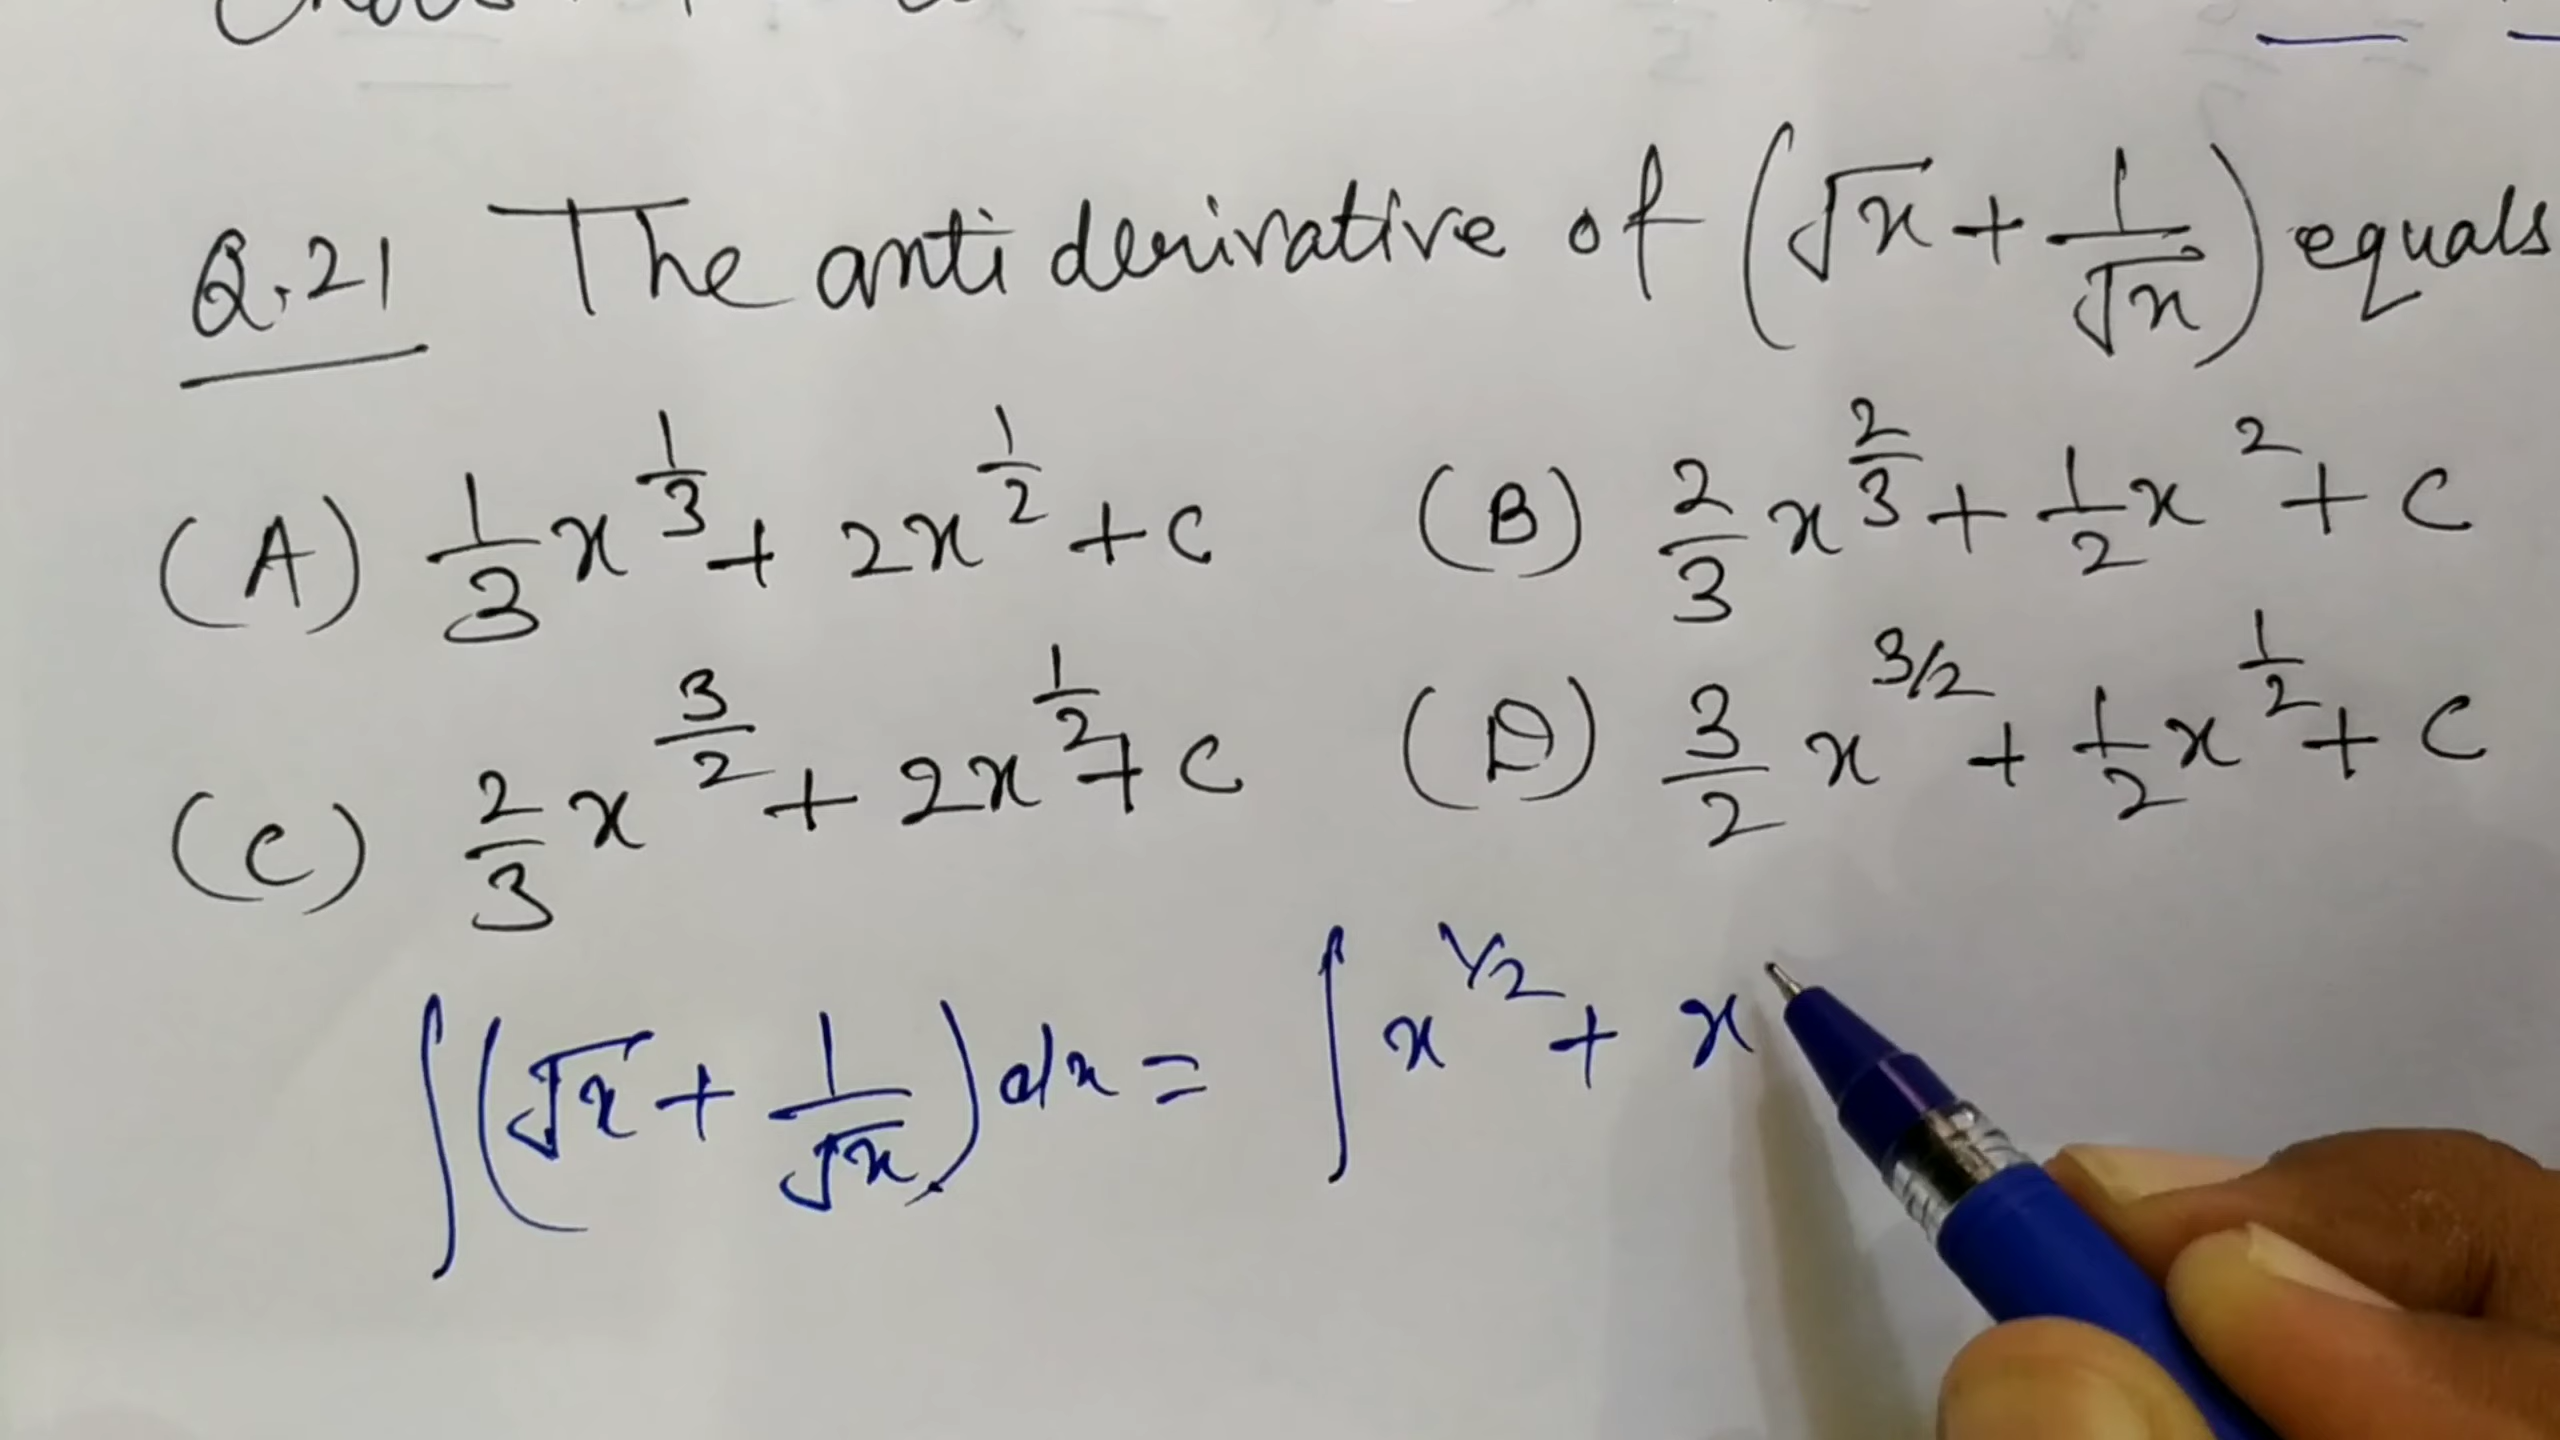 Q.21 The anti derivative of (√x + 1/√x) equals
(A) 1/3 x^(1/3) + 2x^(1/2) + C (B) 2/3 x^(2/3) + 1/2 x^2 + C
(C) 2/3 x^(3/2) + 2x^(1/2) + C (D) 3/2 x^(3/2) + 1/2 x^(1/2) + C
∫(√x + 1/√x) dx = ∫ x^(1/2) + x